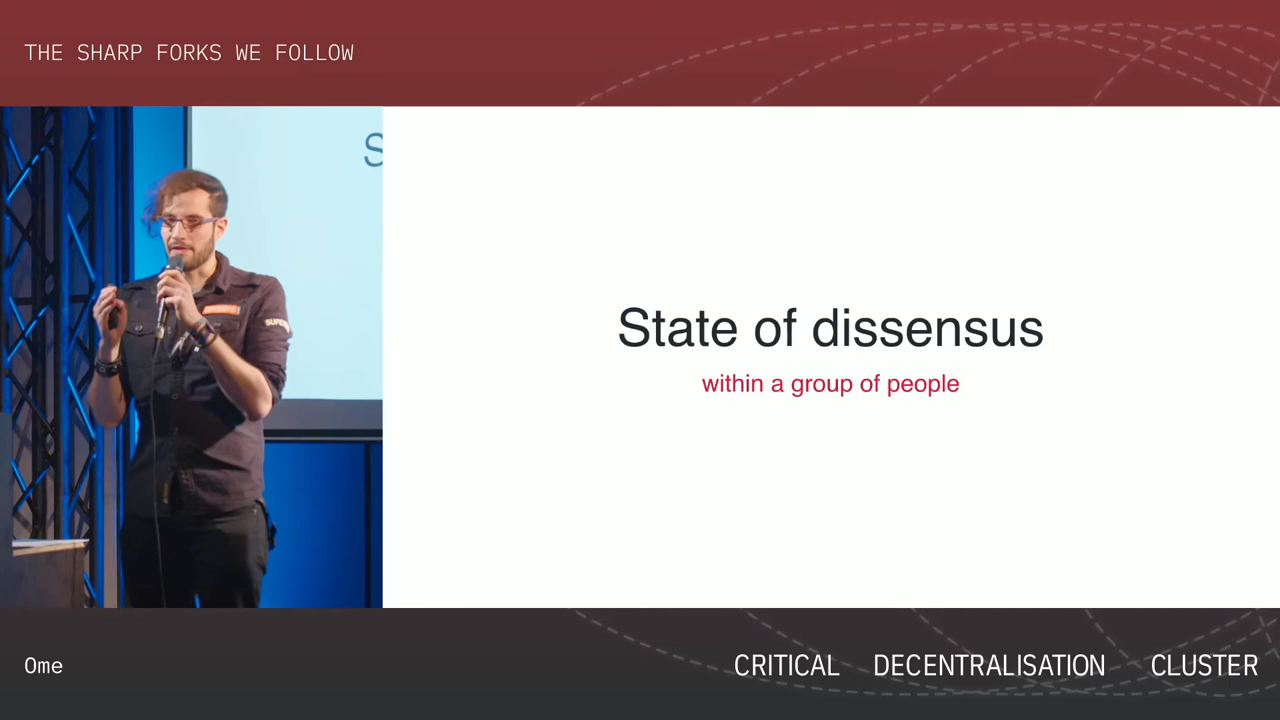 THE SHARP FORKS WE FOLLOW
S
State of dissensus
within a group of people
Ome
CRITICAL DECENTRALISATION CLUSTER